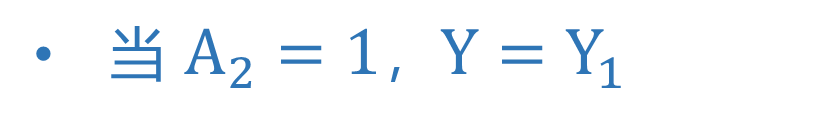 • 当 A₂ = 1, Y = Y₁